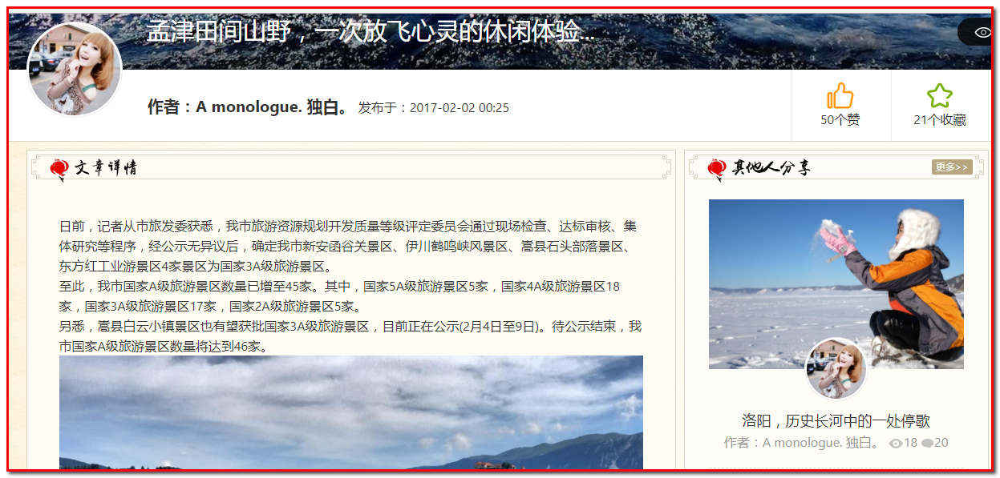 孟津田间山野，一次放飞心灵的休闲体验...
作者：A monologue. 独白。 发布于：2017-02-02 00:25
50个赞
21个收藏
文章详情
日前，记者从市旅发委获悉，我市旅游资源规划开发质量等级评定委员会通过现场检查、达标审核、集
体研究等程序，经公示无异议后，确定我市新安函谷关景区、伊川鹤鸣峡风景区、嵩县石头部落景区、
东方红工业游景区4家景区为国家3A级旅游景区。
至此，我市国家A级旅游景区数量已增至45家。其中，国家5A级旅游景区5家，国家4A级旅游景区18
家，国家3A级旅游景区17家，国家2A级旅游景区5家。
另悉，嵩县白云小镇景区也有望获批国家3A级旅游景区，目前正在公示(2月4日至9日)。待公示结束，我
市国家A级旅游景区数量将达到46家。
其他人分享
更多>>
洛阳，历史长河中的一处停歇
作者：A monologue. 独白。 18 20